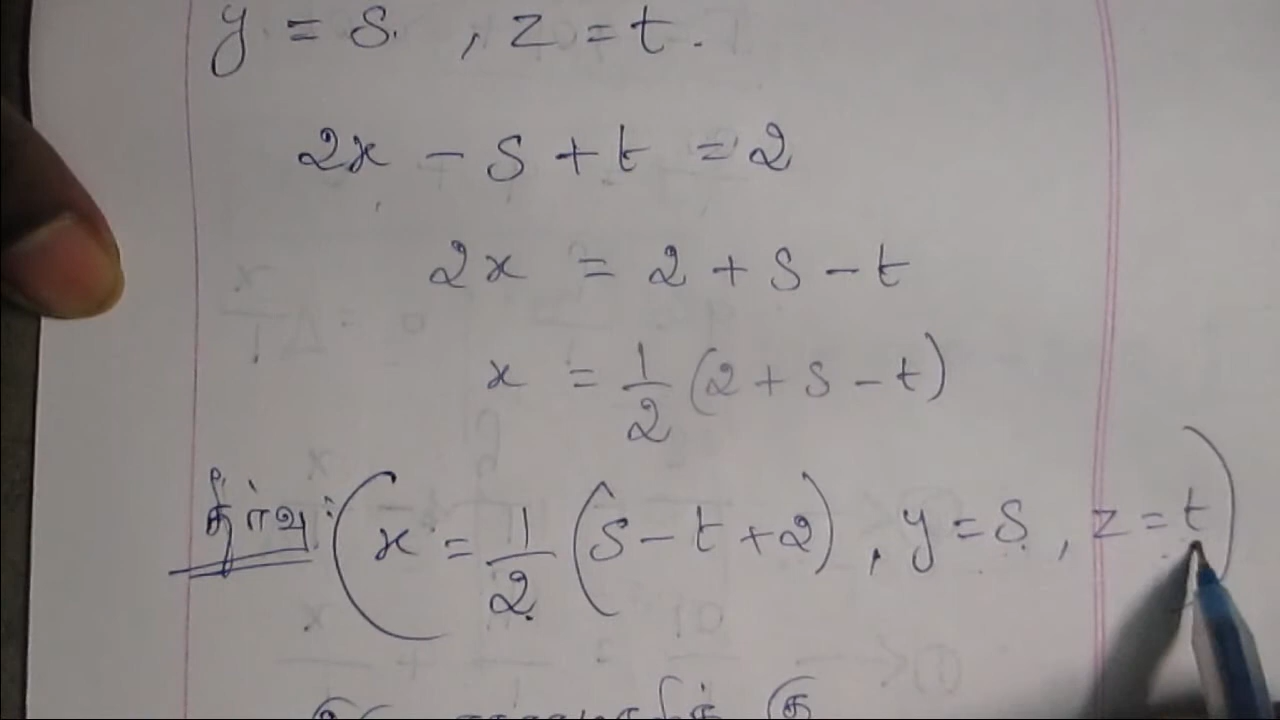 y = s , z = t.
2x - s + t = 2
2x = 2 + s - t
x = 1/2 (2 + s - t)
தீர்வு: (x = 1/2 (s - t + 2), y = s, z = t)